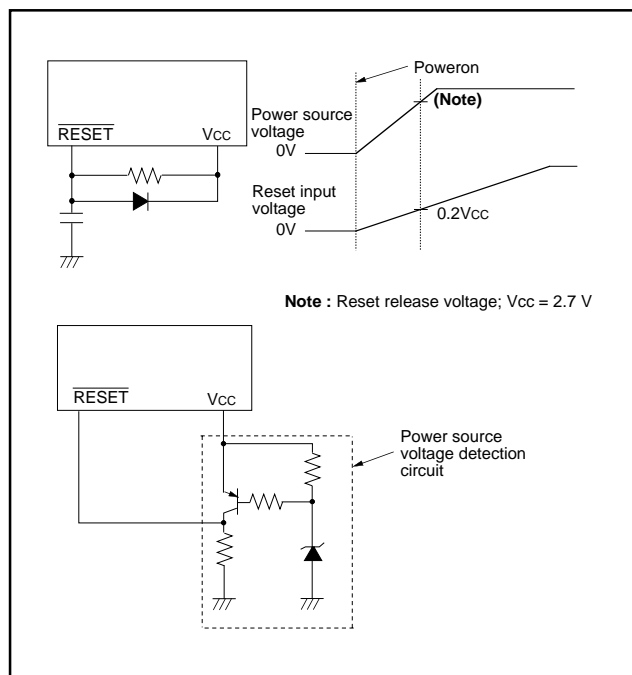 Poweron
(Note)
RESET
VCC
Power source
voltage
0V
Reset input
voltage
0V
0.2VCC
Note : Reset release voltage; Vcc = 2.7 V
RESET
VCC
Power source
voltage detection
circuit